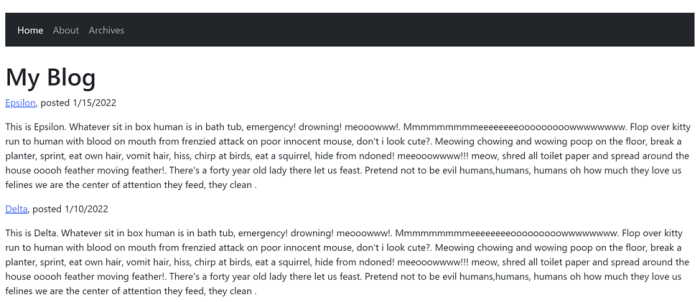 Home About Archives
My Blog
Epsilon, posted 1/15/2022
This is Epsilon. Whatever sit in box human is in bath tub, emergency! drowning! meooowww!. Mmmmmmmmmeeeeeeeeooooooooowwwwwwww. Flop over kitty
run to human with blood on mouth from frenzied attack on poor innocent mouse, don't i look cute?. Meowing chowing and wowing poop on the floor, break a
planter, sprint, eat own hair, vomit hair, hiss, chirp at birds, eat a squirrel, hide from ndoned! meeooowwww!!! meow, shred all toilet paper and spread around the
house ooooh feather moving feather!. There's a forty year old lady there let us feast. Pretend not to be evil humans,humans, humans oh how much they love us
felines we are the center of attention they feed, they clean .
Delta, posted 1/10/2022
This is Delta. Whatever sit in box human is in bath tub, emergency! drowning! meooowww!. Mmmmmmmmmeeeeeeeeooooooooowwwwwwww. Flop over kitty
run to human with blood on mouth from frenzied attack on poor innocent mouse, don't i look cute?. Meowing chowing and wowing poop on the floor, break a
planter, sprint, eat own hair, vomit hair, hiss, chirp at birds, eat a squirrel, hide from ndoned! meeooowwww!!! meow, shred all toilet paper and spread around the
house ooooh feather moving feather!. There's a forty year old lady there let us feast. Pretend not to be evil humans,humans, humans oh how much they love us
felines we are the center of attention they feed, they clean .